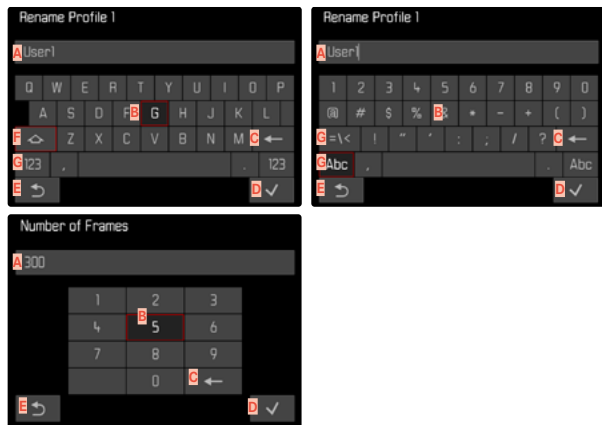 Rename Profile 1
A User1
Q W E R T Y U I O P
A S D F B G H J K L
F Z X C V B N M C ←
G 123 , . 123
E D ✓
Rename Profile 1
A User1
1 2 3 4 5 6 7 8 9 0
@ # $ % B & * - + ( )
G =\< ! " ' : ; / ? C ←
G Abc , . Abc
E D ✓
Number of Frames
A 300
1 2 3
B
4 5 6
7 8 9
0 C ←
E D ✓